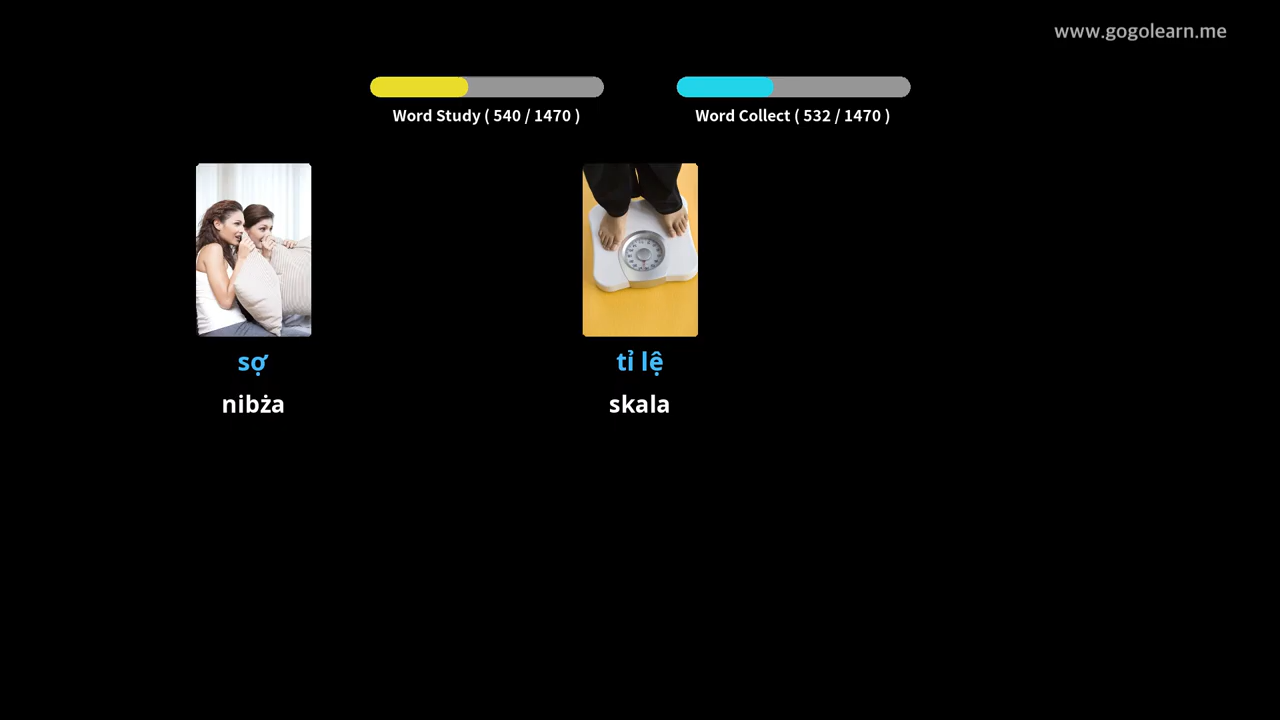 www.gogolearn.me
Word Study ( 540 / 1470 )
Word Collect ( 532 / 1470 )
sợ
nibża
tỉ lệ
skala